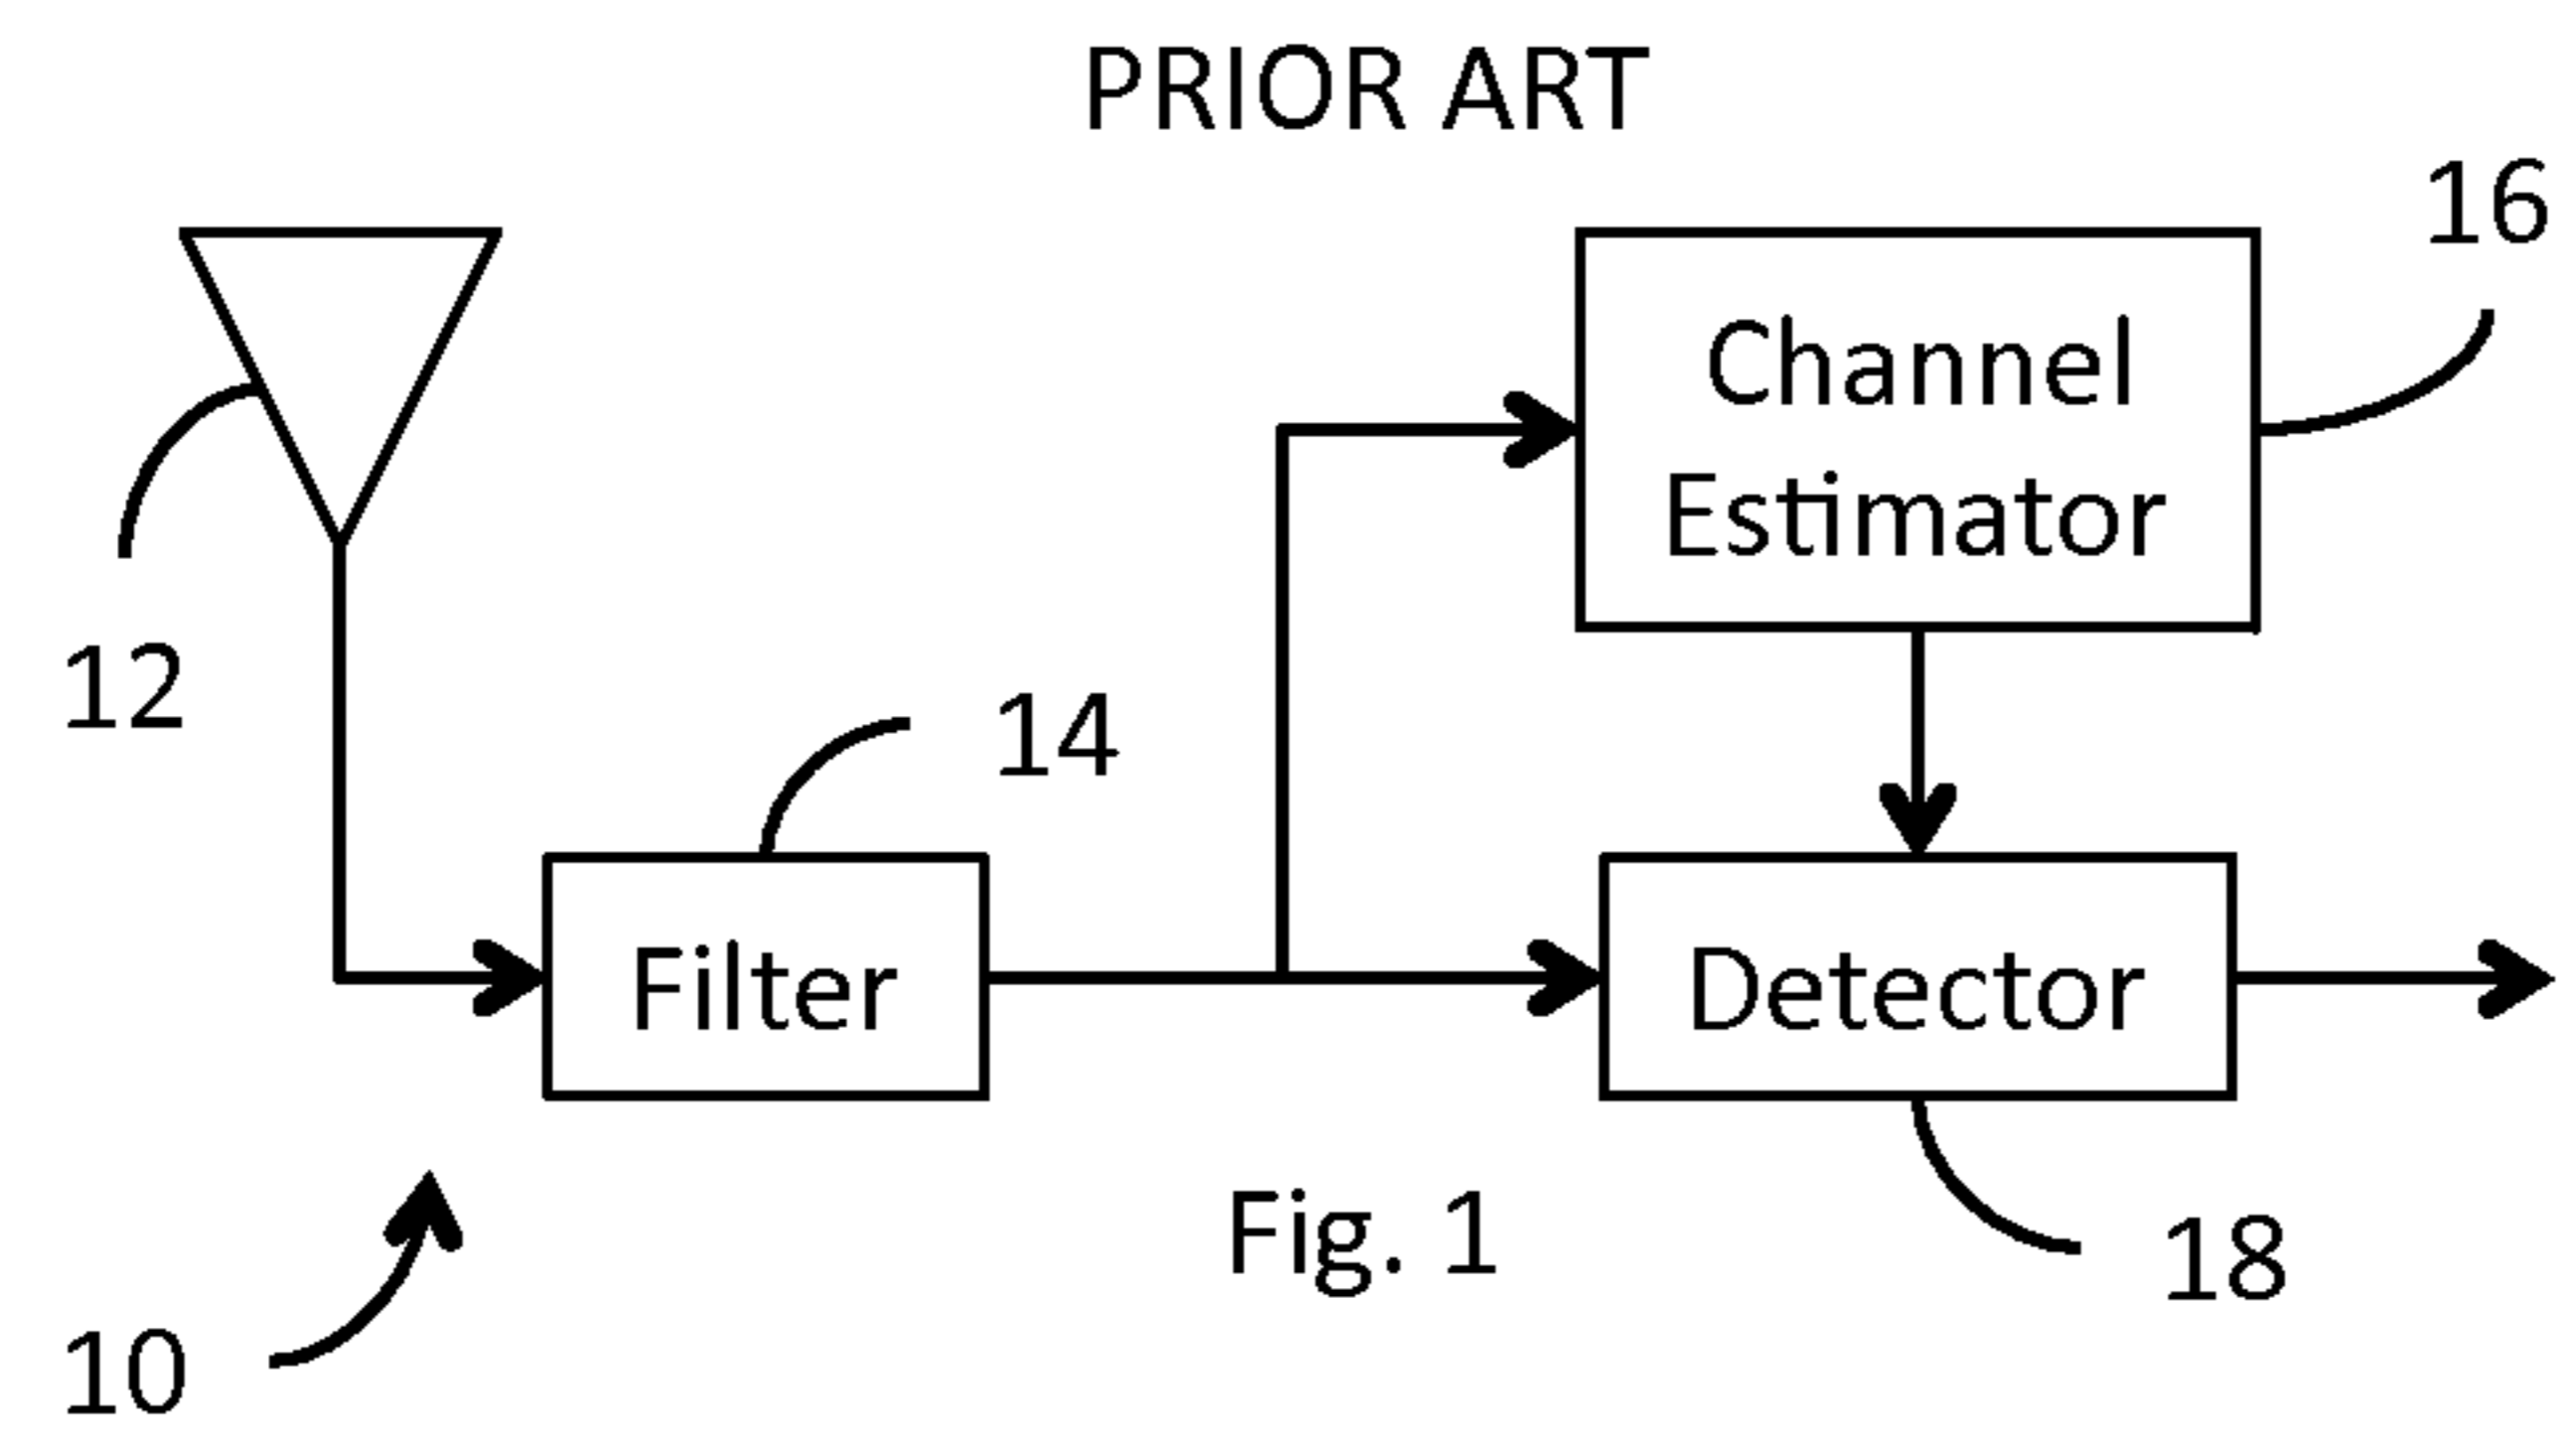 PRIOR ART
16
Channel
Estimator
12
14
Filter
Detector
Fig. 1
18
10